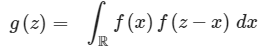 g(z) = ∫_ℝ f(x) f(z − x) dx